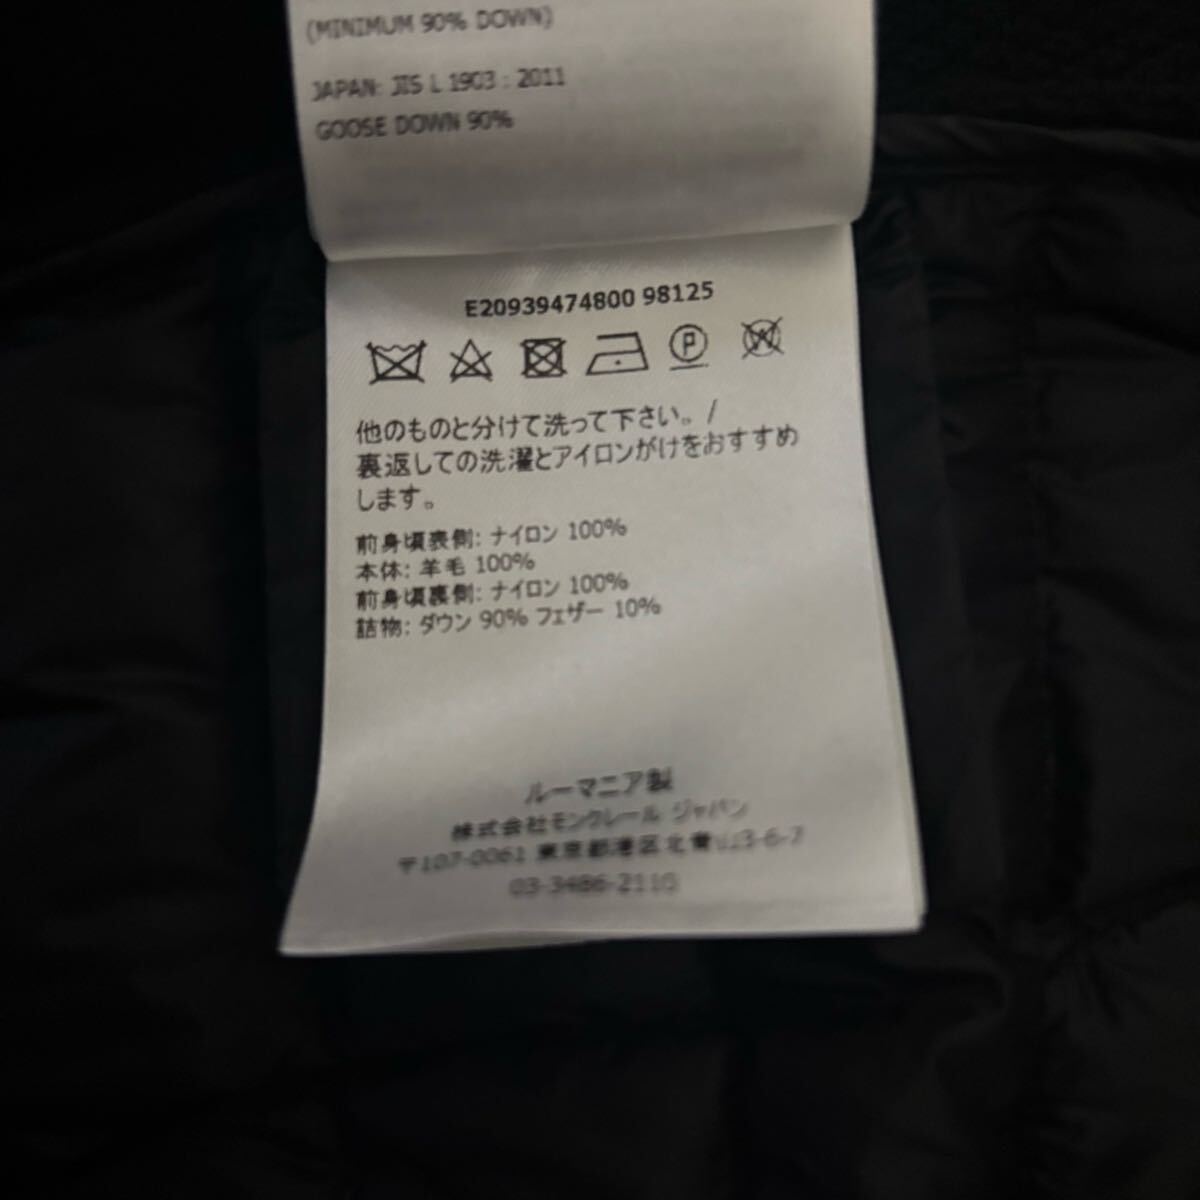 (MINIMUM 90% DOWN)
JAPAN: JIS L 1903 : 2011
GOOSE DOWN 90%
E20939474800 98125
P
W
他のものと分けて洗って下さい。/
裏返しての洗濯とアイロンがけをおすすめ
します。
前身頃表側: ナイロン 100%
本体: 羊毛 100%
前身頃裏側: ナイロン 100%
詰物: ダウン 90% フェザー 10%
ルーマニア製
株式会社モンクレール ジャパン
〒107-0061 東京都港区北青山3-6-7
03-3486-2110